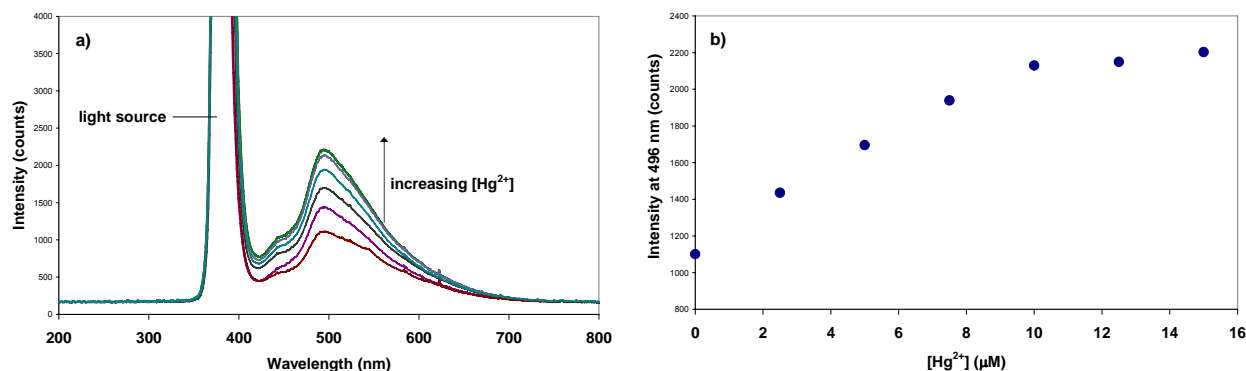 a)
Intensity (counts)
4000
3500
3000
2500
2000
1500
1000
500
0
light source
increasing [Hg²⁺]
200 300 400 500 600 700 800
Wavelength (nm)
b)
Intensity at 496 nm (counts)
2400
2200
2000
1800
1600
1400
1200
1000
800
0 2 4 6 8 10 12 14 16
[Hg²⁺] (μM)